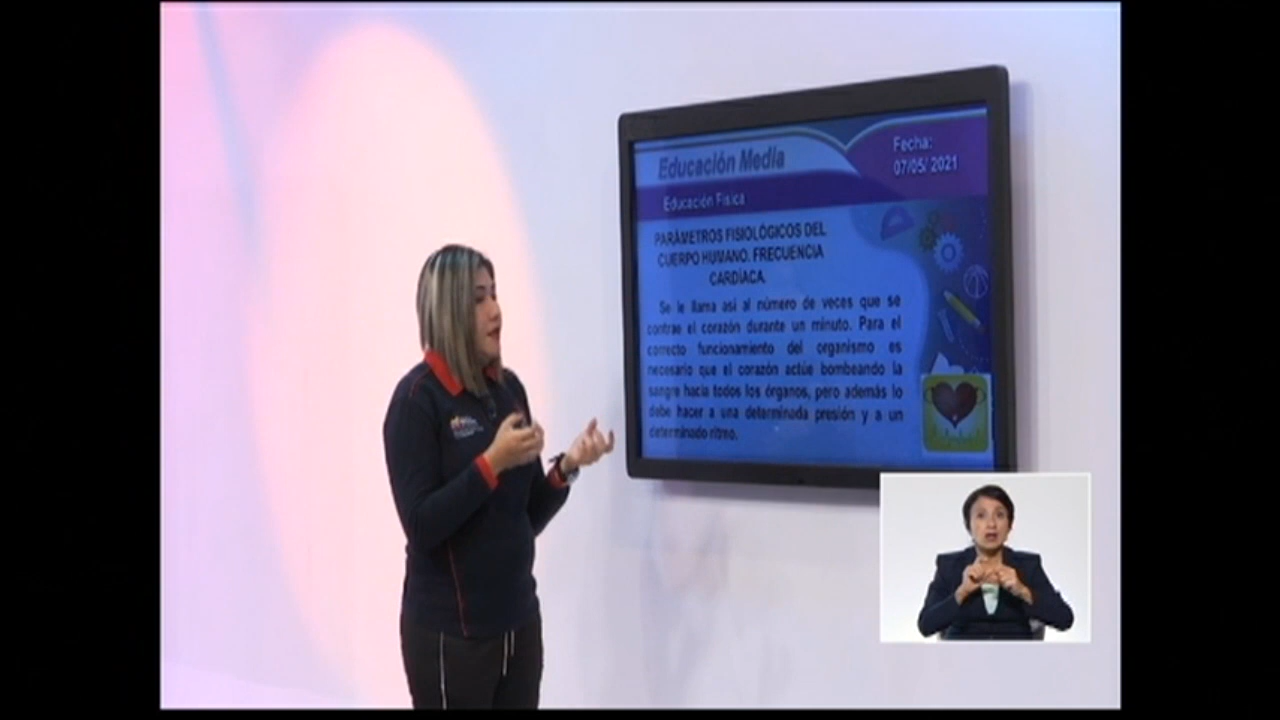 Educación Media
Fecha:
07/05/ 2021
Educación Física
PARÁMETROS FISIOLÓGICOS DEL
CUERPO HUMANO. FRECUENCIA
CARDÍACA.
Se le llama así al número de veces que se
contrae el corazón durante un minuto. Para el
correcto funcionamiento del organismo es
necesario que el corazón actúe bombeando la
sangre hacia todos los órganos, pero además lo
debe hacer a una determinada presión y a un
determinado ritmo.